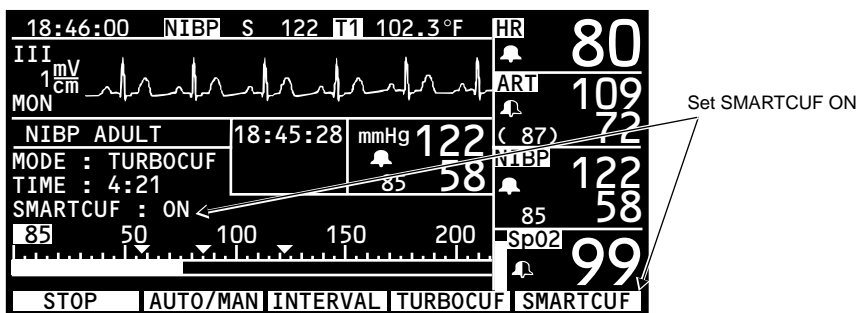 18:46:00 NIBP S 122 T1 102.3°F
III
1 mV
cm
MON
HR
80
ART
109
72
( 87)
NIBP ADULT
MODE : TURBOCUF
TIME : 4:21
SMARTCUF : ON
18:45:28
mmHg
122
58
85
NIBP
122
58
85
85 50 100 150 200
Sp02
99
STOP AUTO/MAN INTERVAL TURBOCUF SMARTCUF
Set SMARTCUF ON